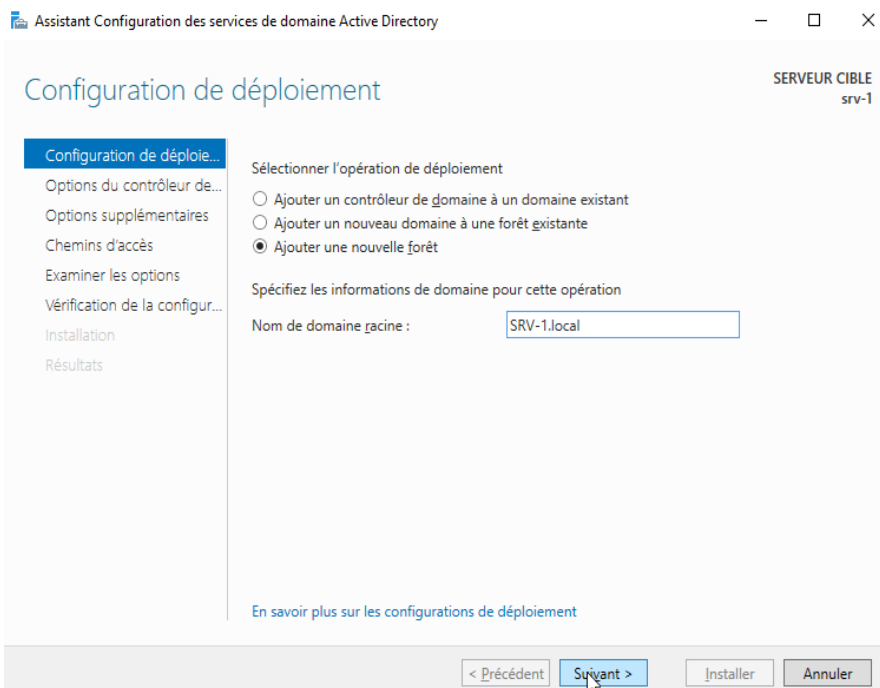 Assistant Configuration des services de domaine Active Directory
Configuration de déploiement
SERVEUR CIBLE
srv-1
Configuration de déploie...
Options du contrôleur de...
Options supplémentaires
Chemins d'accès
Examiner les options
Vérification de la configur...
Installation
Résultats
Sélectionner l'opération de déploiement
Ajouter un contrôleur de domaine à un domaine existant
Ajouter un nouveau domaine à une forêt existante
Ajouter une nouvelle forêt
Spécifiez les informations de domaine pour cette opération
Nom de domaine racine : SRV-1.local
En savoir plus sur les configurations de déploiement
< Précédent Suivant > Installer Annuler